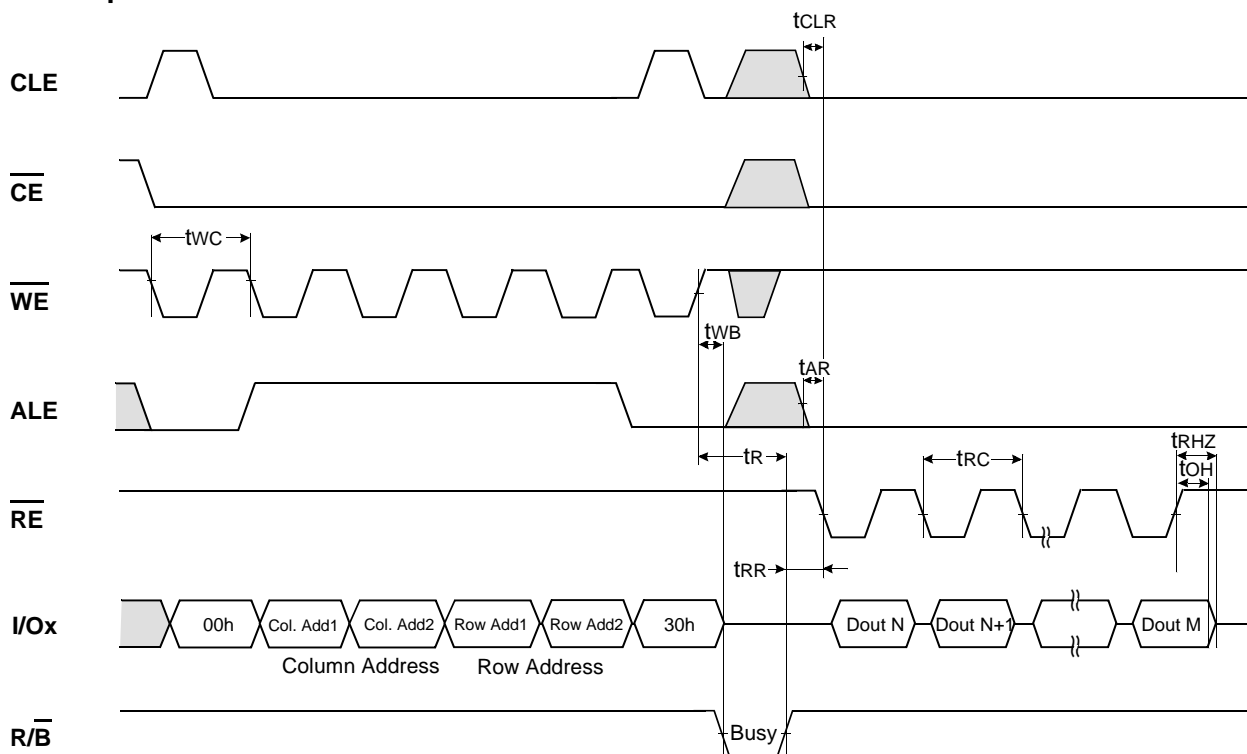 tCLR
CLE
CE
tWC
WE
tWB
tAR
ALE
tR
tRC
tRHZ
tOH
RE
tRR
I/Ox
00h
Col. Add1
Col. Add2
Row Add1
Row Add2
30h
Dout N
Dout N+1
Dout M
Column Address
Row Address
R/B
Busy